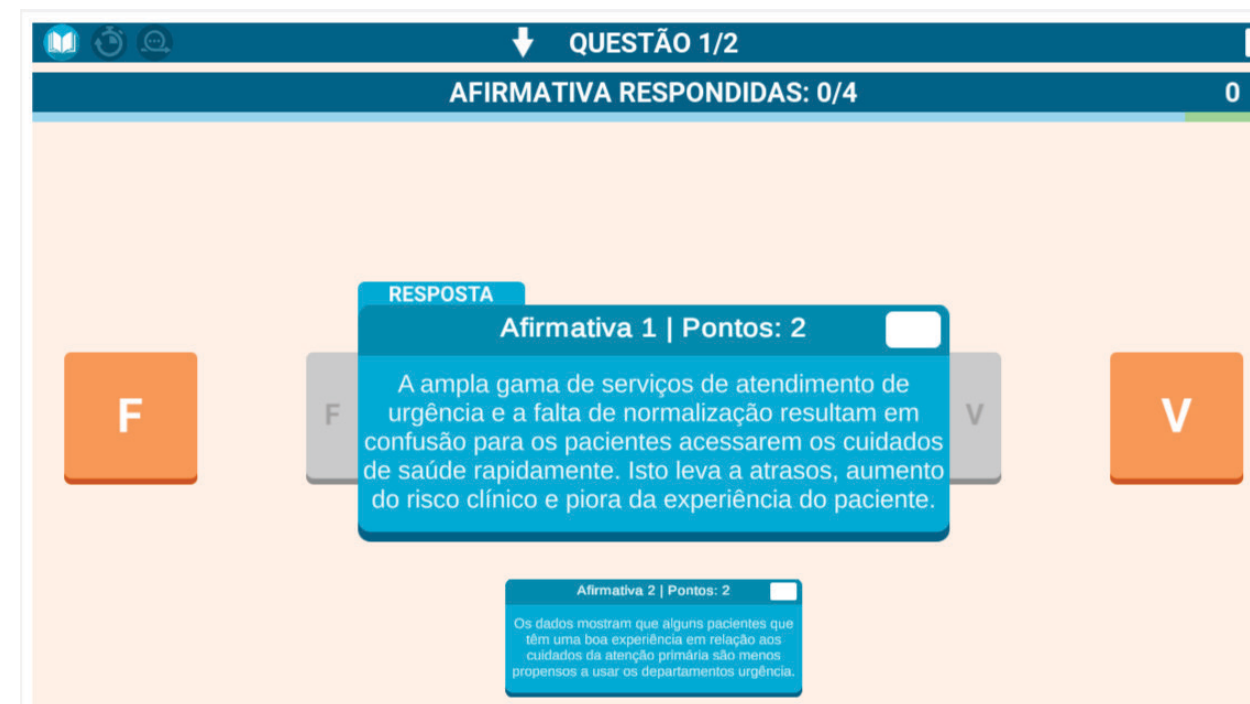 QUESTÃO 1/2
AFIRMATIVA RESPONDIDAS: 0/4
0
RESPOSTA
Afirmativa 1 | Pontos: 2
A ampla gama de serviços de atendimento de
urgência e a falta de normalização resultam em
confusão para os pacientes acessarem os cuidados
de saúde rapidamente. Isto leva a atrasos, aumento
do risco clínico e piora da experiência do paciente.
F
F
V
V
Afirmativa 2 | Pontos: 2
Os dados mostram que alguns pacientes que
têm uma boa experiência em relação aos
cuidados da atenção primária são menos
propensos a usar os departamentos urgência.